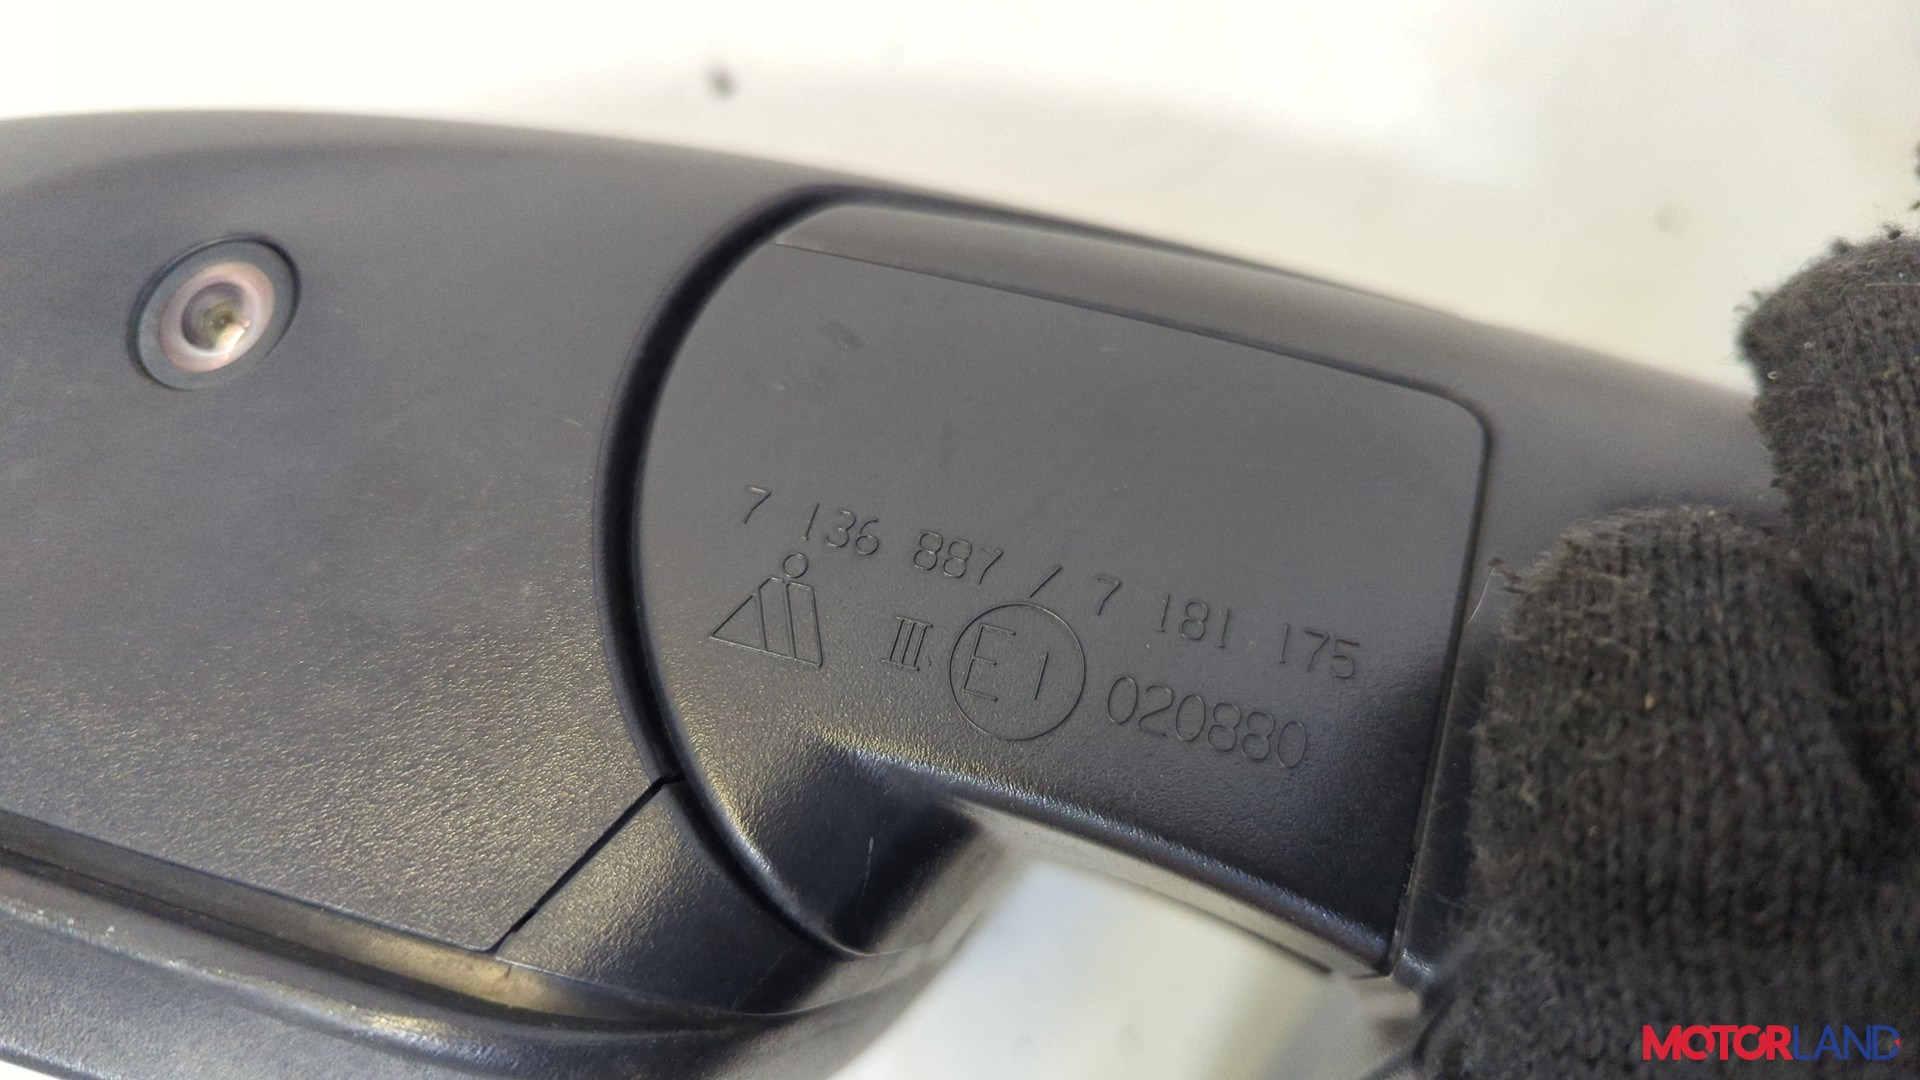 7 136 887 / 7 181 175
III E1 020880
MOTORLAND